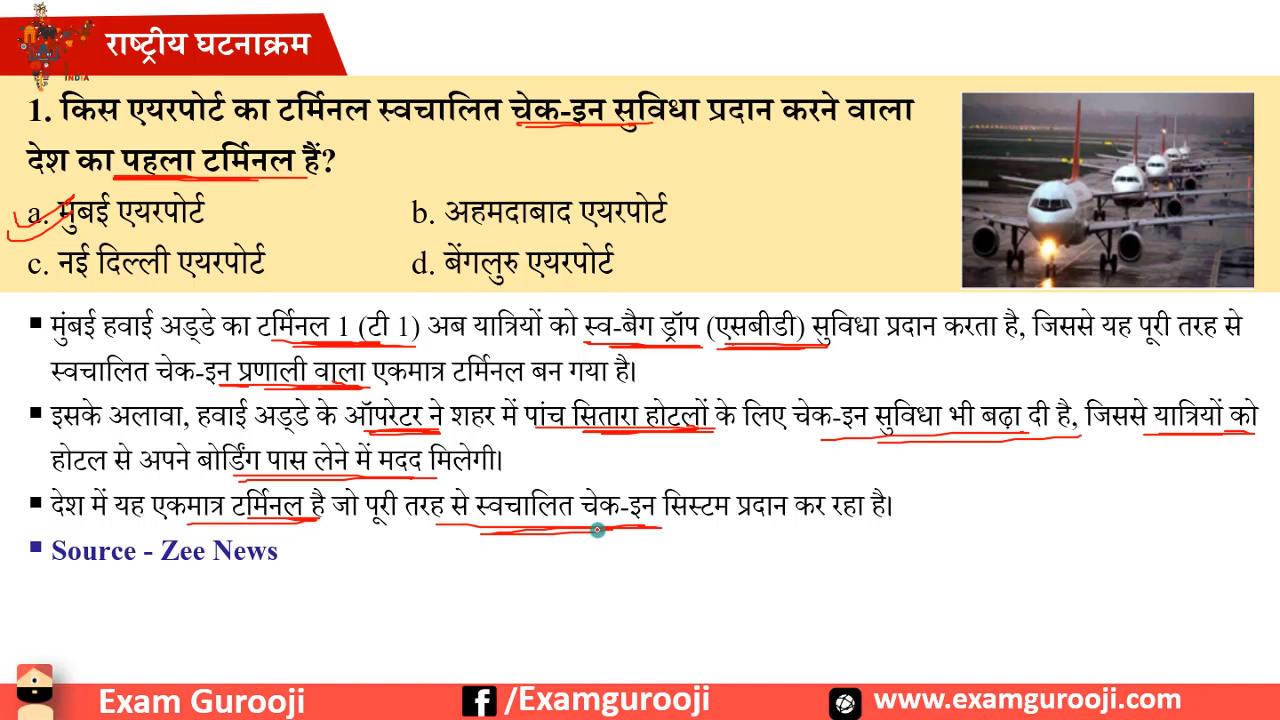 राष्ट्रीय घटनाक्रम
INDIA
1. किस एयरपोर्ट का टर्मिनल स्वचालित चेक-इन सुविधा प्रदान करने वाला
देश का पहला टर्मिनल हैं?
a. मुंबई एयरपोर्ट b. अहमदाबाद एयरपोर्ट
c. नई दिल्ली एयरपोर्ट d. बेंगलुरु एयरपोर्ट
▪ मुंबई हवाई अड्डे का टर्मिनल 1 (टी 1) अब यात्रियों को स्व-बैग ड्रॉप (एसबीडी) सुविधा प्रदान करता है, जिससे यह पूरी तरह से
स्वचालित चेक-इन प्रणाली वाला एकमात्र टर्मिनल बन गया है।
▪ इसके अलावा, हवाई अड्डे के ऑपरेटर ने शहर में पांच सितारा होटलों के लिए चेक-इन सुविधा भी बढ़ा दी है, जिससे यात्रियों को
होटल से अपने बोर्डिंग पास लेने में मदद मिलेगी।
▪ देश में यह एकमात्र टर्मिनल है जो पूरी तरह से स्वचालित चेक-इन सिस्टम प्रदान कर रहा है।
▪ Source - Zee News
Exam Gurooji /Examgurooji www.examgurooji.com